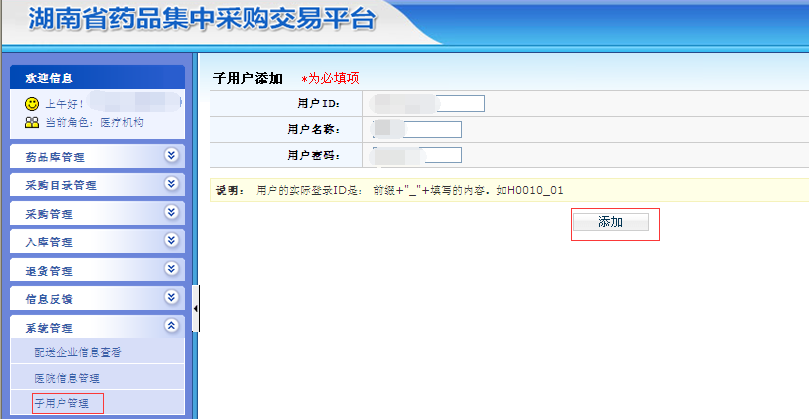 湖南省药品集中采购交易平台
欢迎信息
上午好!
当前角色：医疗机构
药品库管理
采购目录管理
采购管理
入库管理
退货管理
信息反馈
系统管理
配送企业信息查看
医院信息管理
子用户管理
子用户添加 *为必填项
用户ID：
用户名称：
用户密码：
说明： 用户的实际登录ID是： 前缀+"_"+填写的内容。如H0010_01
添加